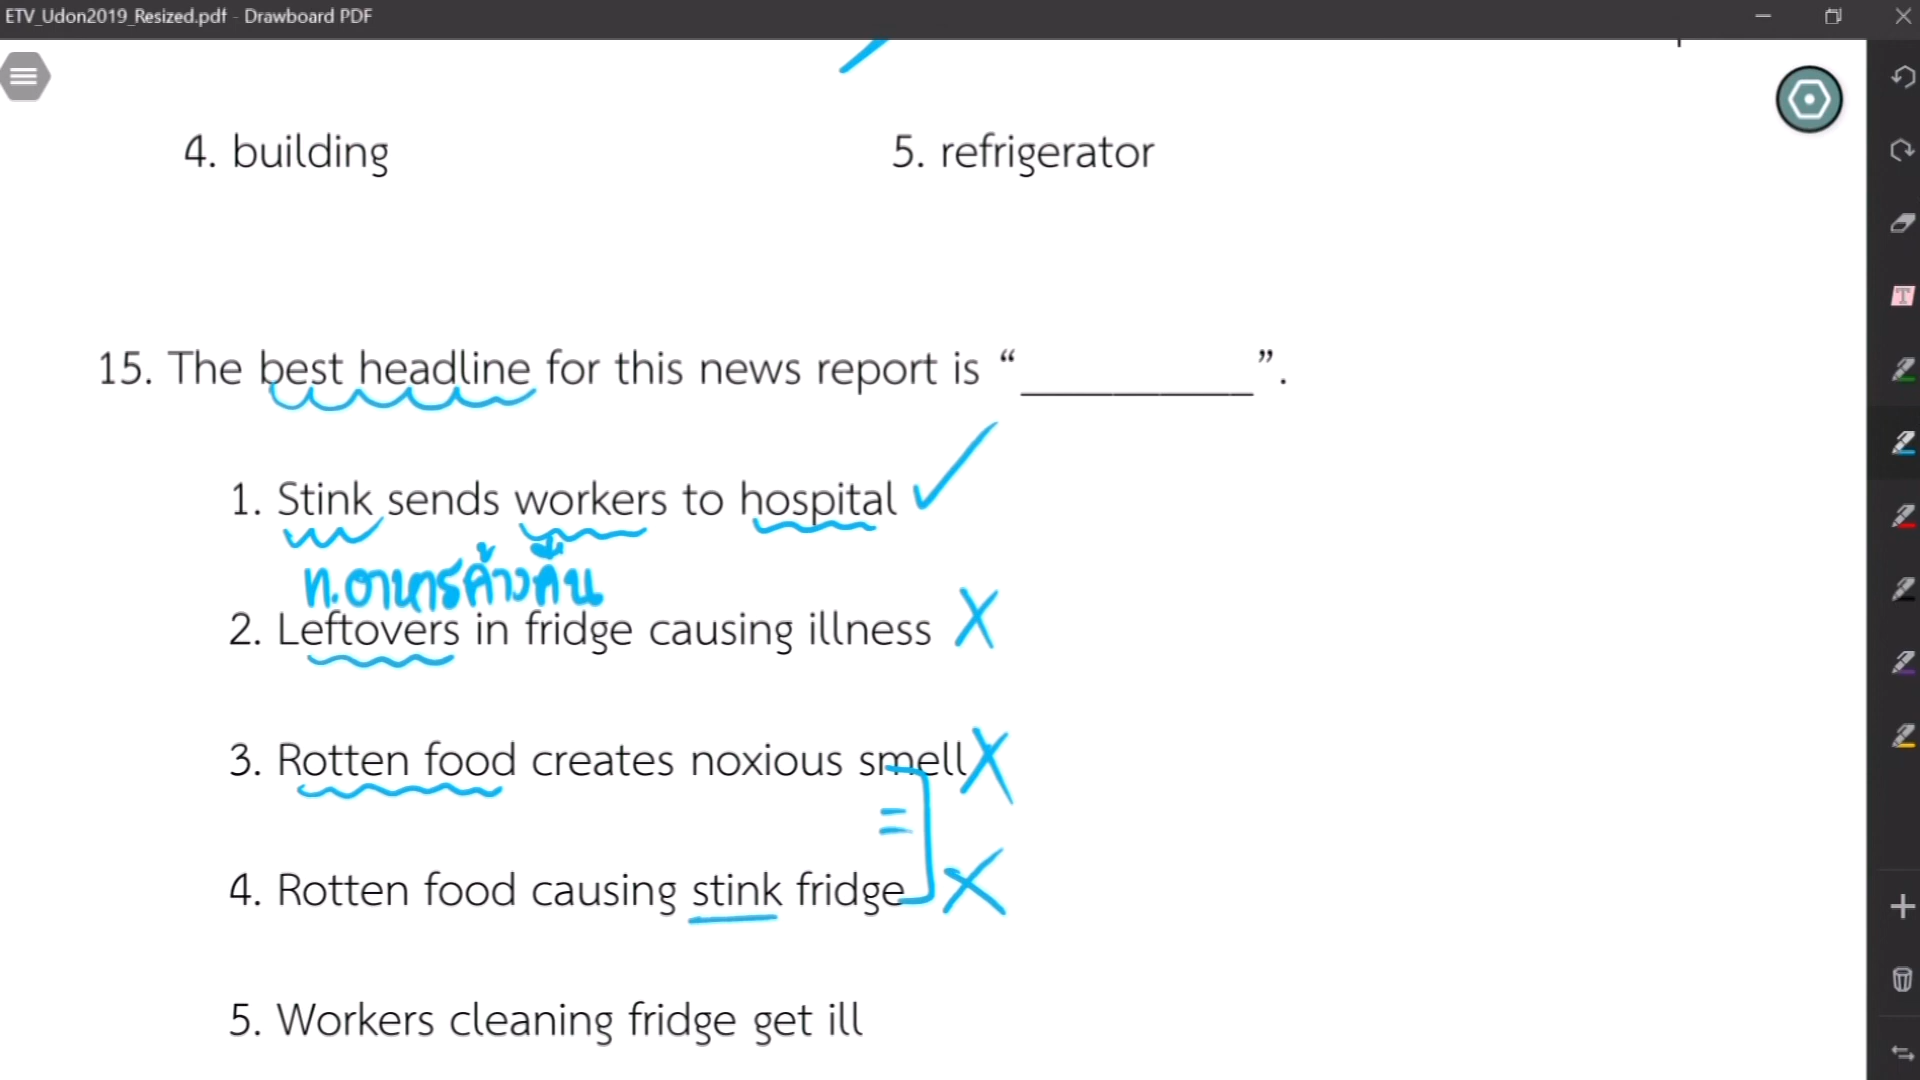 ETV_Udon2019_Resized.pdf - Drawboard PDF
4. building 5. refrigerator
15. The best headline for this news report is “__________”.
1. Stink sends workers to hospital
ท.อาหารค้างคืน
2. Leftovers in fridge causing illness
3. Rotten food creates noxious smell
=
4. Rotten food causing stink fridge
5. Workers cleaning fridge get ill